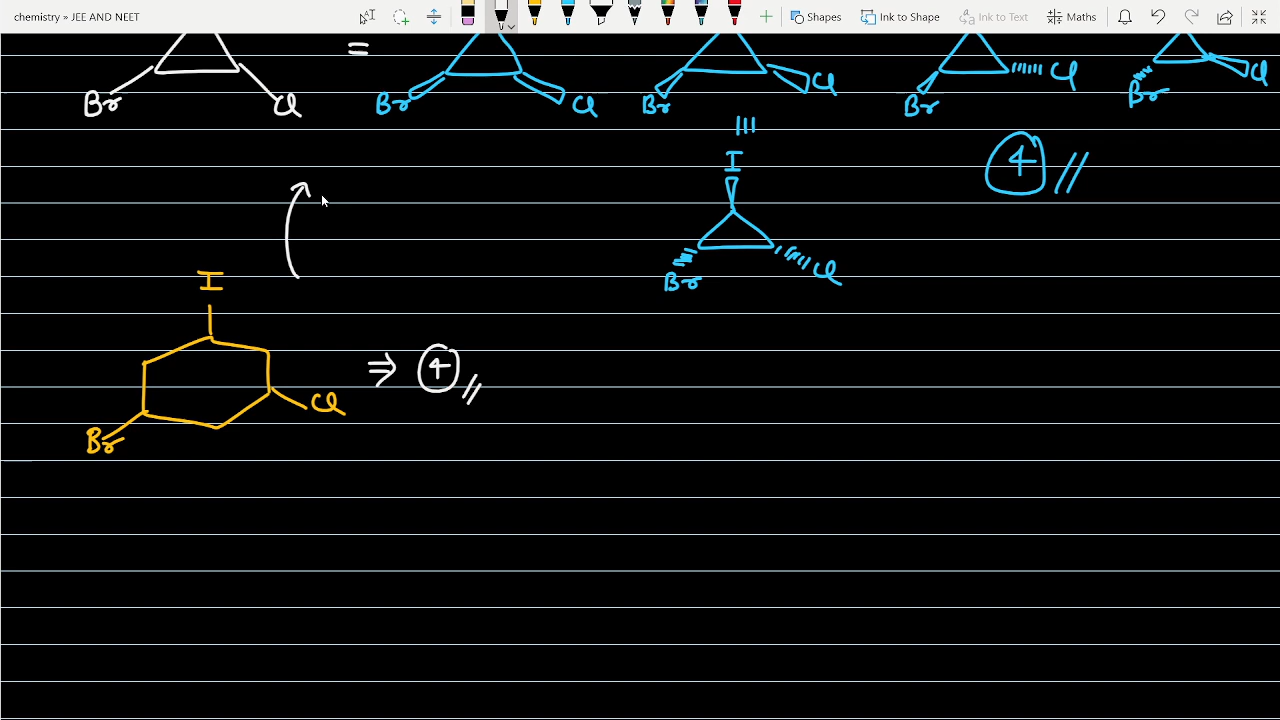 chemistry » JEE AND NEET Shapes Ink to Shape Ink to Text Maths
Br Cl = Br Cl Br Cl Br Cl Br Cl
≡
I
4 //
Br Cl
I
Cl ⇒ 4 //
Br